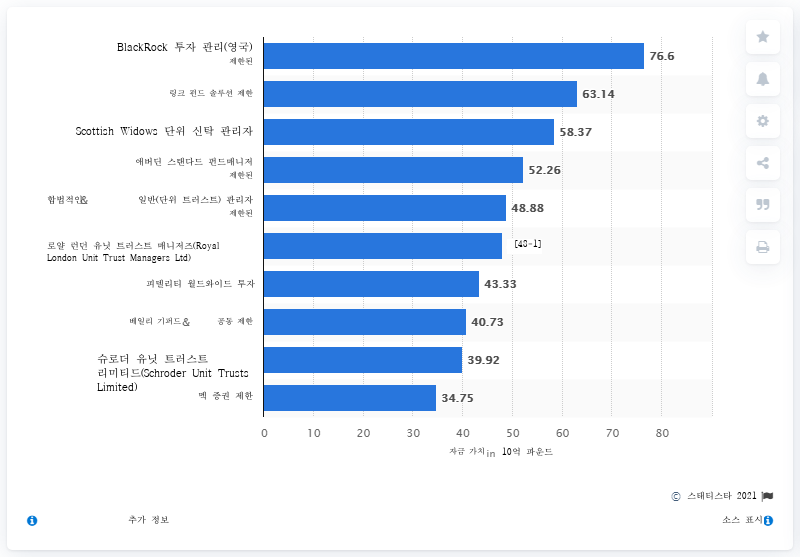 BlackRock 투자 관리(영국)
제한된
76.6
링크 펀드 솔루션 제한
63.14
Scottish Widows 단위 신탁 관리자
58.37
애버딘 스탠다드 펀드매니저
제한된
52.26
합법적인& 일반(단위 트러스트) 관리자
제한된
48.88
로얄 런던 유닛 트러스트 매니저즈(Royal
London Unit Trust Managers Ltd)
[48-1]
피델리티 월드와이드 투자
43.33
베일리 기퍼드& 공동 제한
40.73
슈로더 유닛 트러스트
리미티드(Schroder Unit Trusts
Limited)
39.92
벡 증권 제한
34.75
0 10 20 30 40 50 60 70 80
자금 가치in 10억 파운드
© 스태티스타 2021
추가 정보
소스 표시